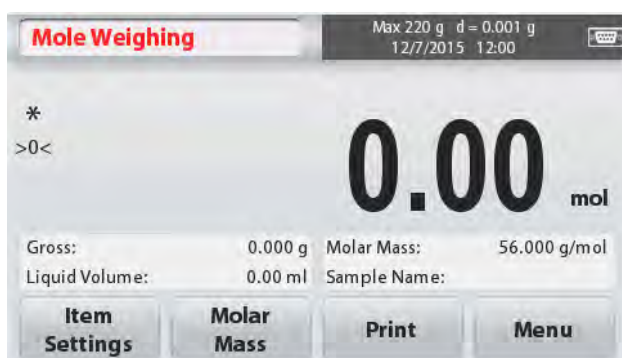 Mole Weighing
Max 220 g d = 0.001 g
12/7/2015 12:00
*
>0<
0.00 mol
Gross: 0.000 g Molar Mass: 56.000 g/mol
Liquid Volume: 0.00 ml Sample Name:
Item Settings
Molar Mass
Print
Menu